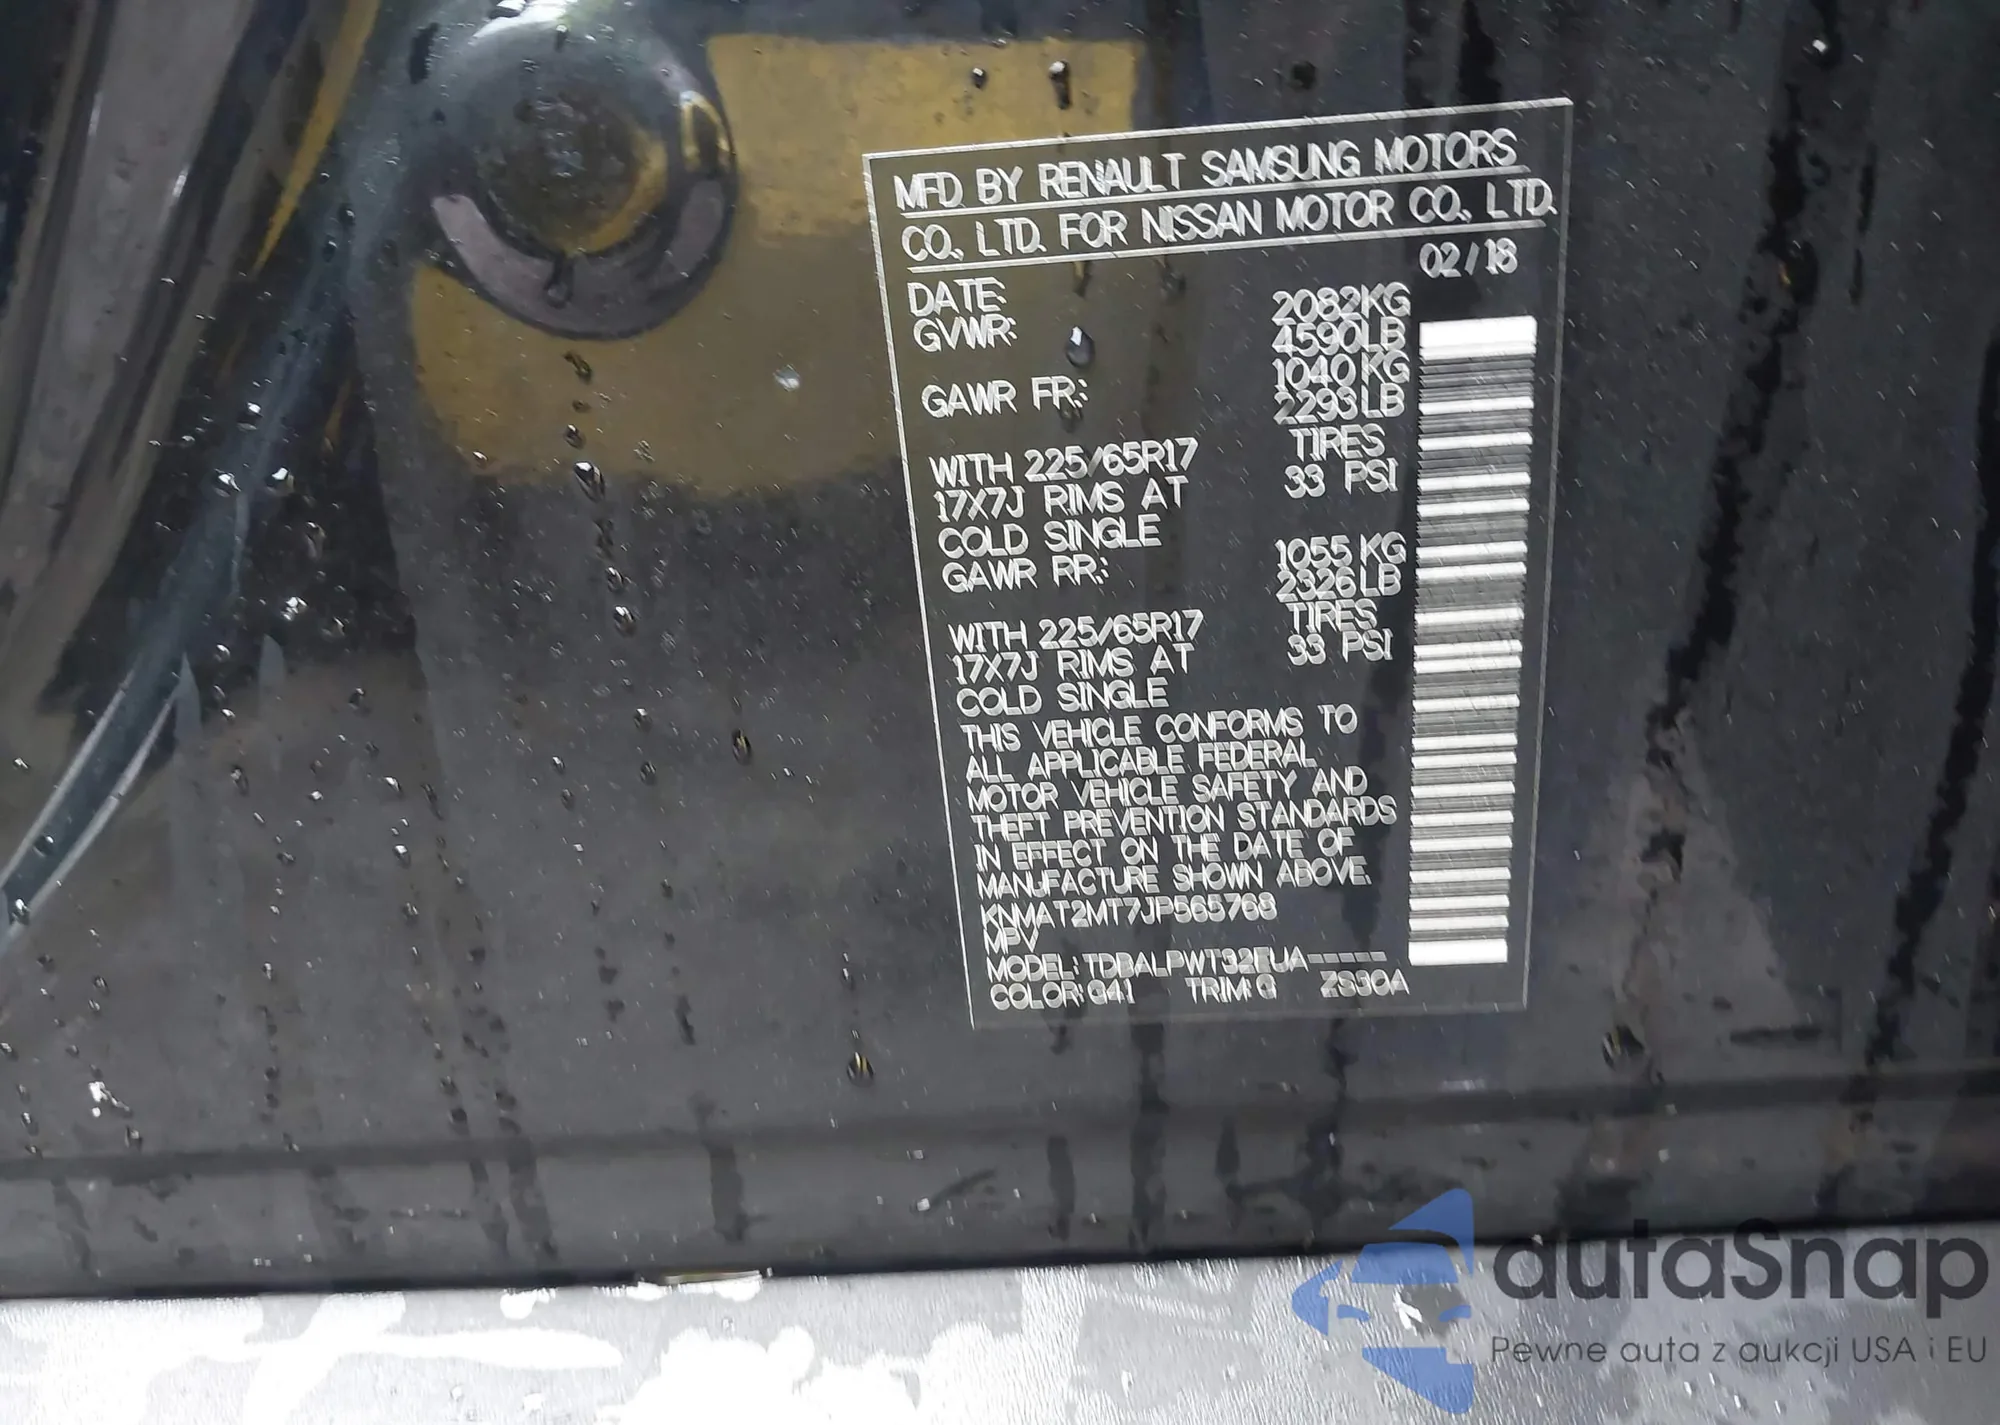 MFD. BY RENAULT SAMSUNG MOTORS
CO., LTD. FOR NISSAN MOTOR CO., LTD.
02/18
DATE:
GVWR: 2082KG
4590LB
GAWR FR.: 1040KG
2293LB
WITH 225/65R17 TIRES
17X7J RIMS AT 33 PSI
COLD SINGLE
GAWR RR.: 1055KG
2326LB
WITH 225/65R17 TIRES
17X7J RIMS AT 33 PSI
COLD SINGLE
THIS VEHICLE CONFORMS TO
ALL APPLICABLE FEDERAL
MOTOR VEHICLE SAFETY AND
THEFT PREVENTION STANDARDS
IN EFFECT ON THE DATE OF
MANUFACTURE SHOWN ABOVE.
KNMAT2MT7JP565768
MPV
MODEL: TDBALPWT32EUA-----
COLOR: G41 TRIM: G
autaSnap
Pewne auta z aukcji USA i EU